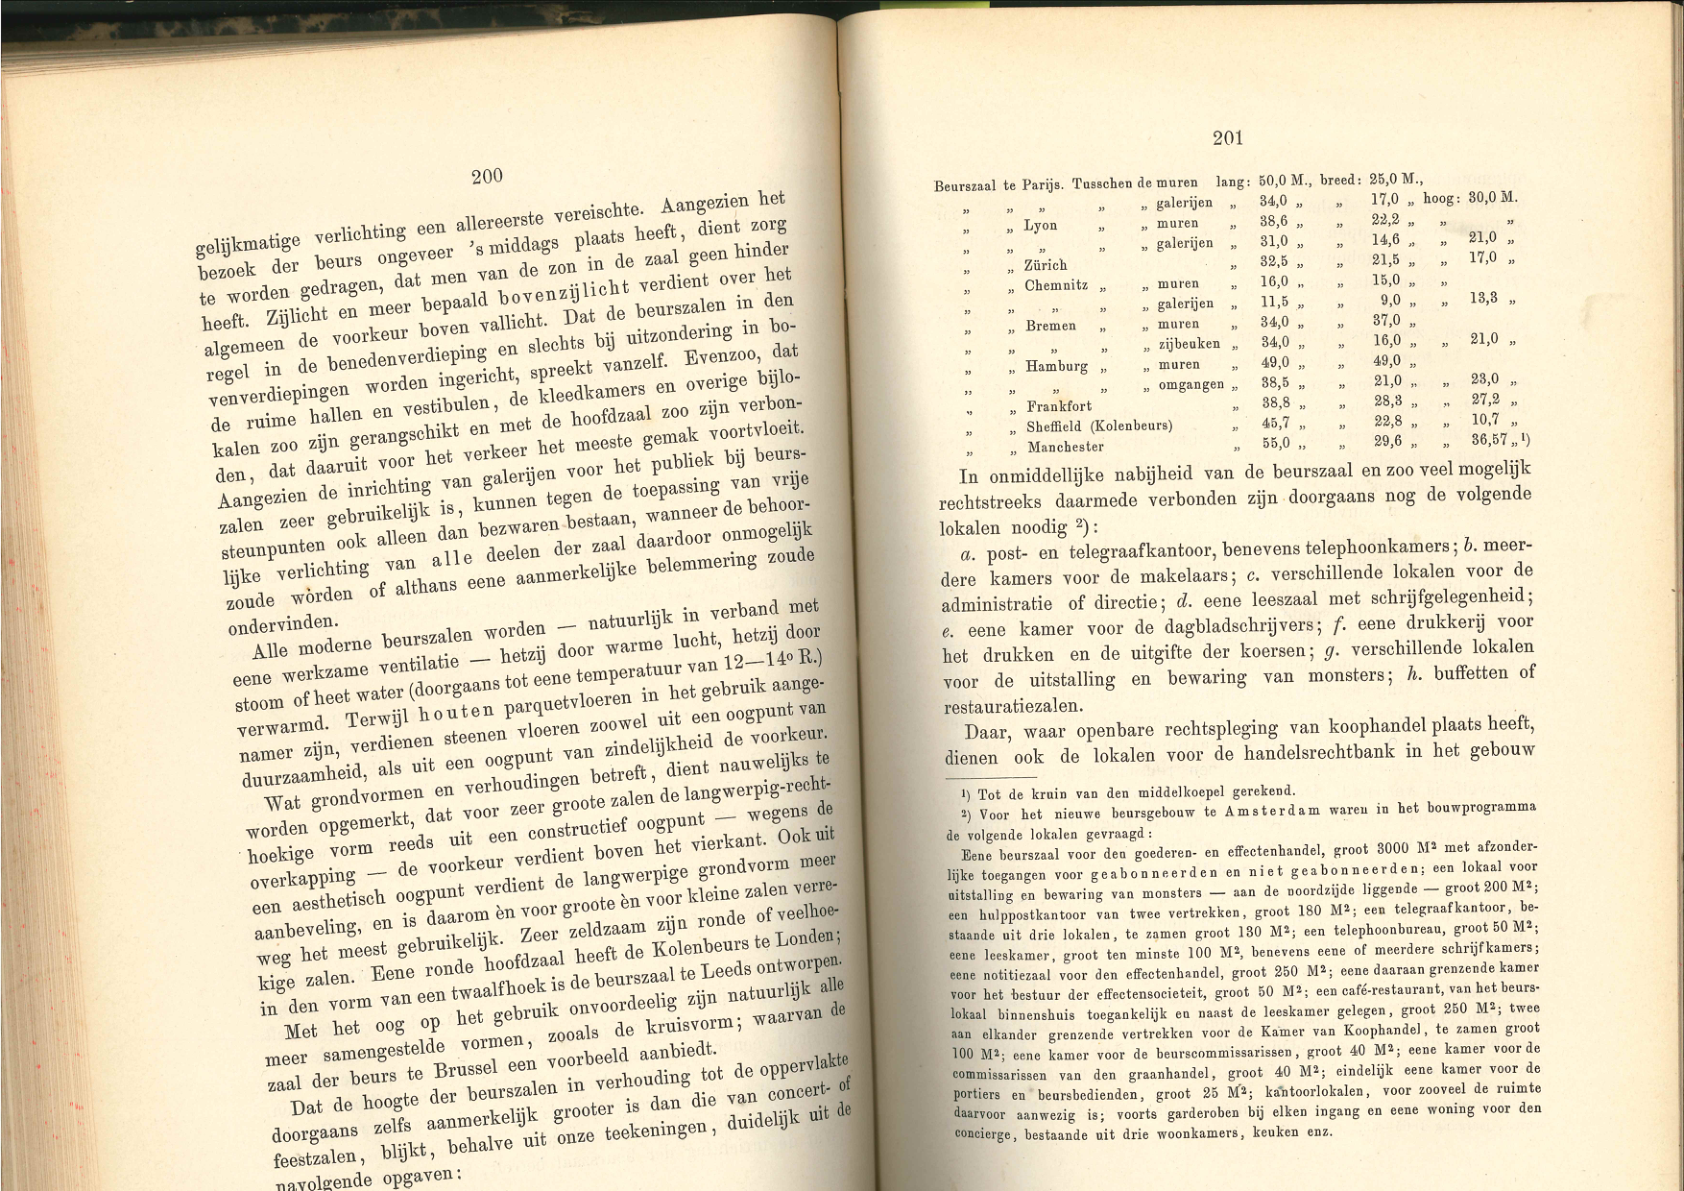 200
gelijkmatige verlichting een allereerste vereischte. Aangezien het
bezoek der beurs ongeveer 's middags plaats heeft, dient zorg
te worden gedragen, dat men van de zon in de zaal geen hinder
heeft. Zijlicht en meer bepaald bovenzijlicht verdient over het
algemeen de voorkeur boven vallicht. Dat de beurszalen in den
regel in de benedenverdieping en slechts bij uitzondering in bo-
venverdiepingen worden ingericht, spreekt vanzelf. Evenzoo, dat
de ruime hallen en vestibulen, de kleedkamers en overige bijlo-
kalen zoo zijn gerangschikt en met de hoofdzaal zoo zijn verbon-
den, dat daaruit voor het verkeer het meeste gemak voortvloeit.
Aangezien de inrichting van galerijen voor het publiek bij beurs-
zalen zeer gebruikelijk is, kunnen tegen de toepassing van vrije
steunpunten ook alleen dan bezwaren bestaan, wanneer de behoor-
lijke verlichting van alle deelen der zaal daardoor onmogelijk
zoude worden of althans eene aanmerkelijke belemmering zoude
ondervinden.
Alle moderne beurszalen worden — natuurlijk in verband met
eene werkzame ventilatie — hetzij door warme lucht, hetzij door
stoom of heet water (doorgaans tot eene temperatuur van 12—14º R.)
verwarmd. Terwijl houten parquetvloeren in het gebruik aange-
namer zijn, verdienen steenen vloeren zoowel uit een oogpunt van
duurzaamheid, als uit een oogpunt van zindelijkheid de voorkeur.
Wat grondvormen en verhoudingen betreft, dient nauwelijks te
worden opgemerkt, dat voor zeer groote zalen de langwerpig-recht-
hoekige vorm reeds uit een constructief oogpunt — wegens de
overkapping — de voorkeur verdient boven het vierkant. Ook uit
een aesthetisch oogpunt verdient de langwerpige grondvorm meer
aanbeveling, en is daarom èn voor groote èn voor kleine zalen verre-
weg het meest gebruikelijk. Zeer zeldzaam zijn ronde of veelhoe-
kige zalen. Eene ronde hoofdzaal heeft de Kolenbeurs te Londen;
in den vorm van een twaalfhoek is de beurszaal te Leeds ontworpen.
Met het oog op het gebruik onvoordeelig zijn natuurlijk alle
meer samengestelde vormen, zooals de kruisvorm; waarvan de
zaal der beurs te Brussel een voorbeeld aanbiedt.
Dat de hoogte der beurszalen in verhouding tot de oppervlakte
doorgaans zelfs aanmerkelijk grooter is dan die van concert- of
feestzalen, blijkt, behalve uit onze teekeningen, duidelijk uit de
navolgende opgaven:
201
Beurszaal te Parijs. Tusschen de muren lang: 50,0 M., breed: 25,0 M.,
„ „ „ „ „ galerijen „ 34,0 „ „ 17,0 „ hoog: 30,0 M.
„ „ Lyon „ „ muren „ 38,6 „ „ 22,2 „ „ „
„ „ „ „ „ galerijen „ 31,0 „ „ 14,6 „ „ 21,0 „
„ „ Zürich „ 32,5 „ „ 21,5 „ „ 17,0 „
„ „ Chemnitz „ „ muren „ 16,0 „ „ 15,0 „ „
„ „ „ „ „ galerijen „ 11,5 „ „ 9,0 „ „ 13,3 „
„ „ Bremen „ „ muren „ 34,0 „ „ 37,0 „
„ „ „ „ „ zijbeuken „ 34,0 „ „ 16,0 „ „ 21,0 „
„ „ Hamburg „ „ muren „ 49,0 „ „ 49,0 „
„ „ „ „ „ omgangen „ 38,5 „ „ 21,0 „ „ 23,0 „
„ „ Frankfort „ 38,8 „ „ 28,3 „ „ 27,2 „
„ „ Sheffield (Kolenbeurs) „ 45,7 „ „ 22,8 „ „ 10,7 „
„ „ Manchester „ 55,0 „ „ 29,6 „ „ 36,57 „ ¹)
In onmiddellijke nabijheid van de beurszaal en zoo veel mogelijk
rechtstreeks daarmede verbonden zijn doorgaans nog de volgende
lokalen noodig ²):
a. post- en telegraafkantoor, benevens telephoonkamers; b. meer-
dere kamers voor de makelaars; c. verschillende lokalen voor de
administratie of directie; d. eene leeszaal met schrijfgelegenheid;
e. eene kamer voor de dagbladschrijvers; f. eene drukkerij voor
het drukken en de uitgifte der koersen; g. verschillende lokalen
voor de uitstalling en bewaring van monsters; h. buffetten of
restauratiezalen.
Daar, waar openbare rechtspleging van koophandel plaats heeft,
dienen ook de lokalen voor de handelsrechtbank in het gebouw
¹) Tot de kruin van den middelkoepel gerekend.
²) Voor het nieuwe beursgebouw te Amsterdam waren in het bouwprogramma
de volgende lokalen gevraagd:
Eene beurszaal voor den goederen- en effectenhandel, groot 3000 M² met afzonder-
lijke toegangen voor geabonneerden en niet geabonneerden; een lokaal voor
uitstalling en bewaring van monsters — aan de noordzijde liggende — groot 200 M²;
een hulppostkantoor van twee vertrekken, groot 180 M²; een telegraafkantoor, be-
staande uit drie lokalen, te zamen groot 130 M²; een telephoonbureau, groot 50 M²;
eene leeskamer, groot ten minste 100 M², benevens eene of meerdere schrijfkamers;
eene notitiezaal voor den effectenhandel, groot 250 M²; eene daaraan grenzende kamer
voor het bestuur der effectensocieteit, groot 50 M²; een café-restaurant, van het beurs-
lokaal binnenshuis toegankelijk en naast de leeskamer gelegen, groot 250 M²; twee
aan elkander grenzende vertrekken voor de Kamer van Koophandel, te zamen groot
100 M²; eene kamer voor de beurscommissarissen, groot 40 M²; eene kamer voor de
commissarissen van den graanhandel, groot 40 M²; eindelijk eene kamer voor de
portiers en beursbedienden, groot 25 M²; kantoorlokalen, voor zooveel de ruimte
daarvoor aanwezig is; voorts garderoben bij elken ingang en eene woning voor den
concierge, bestaande uit drie woonkamers, keuken enz.